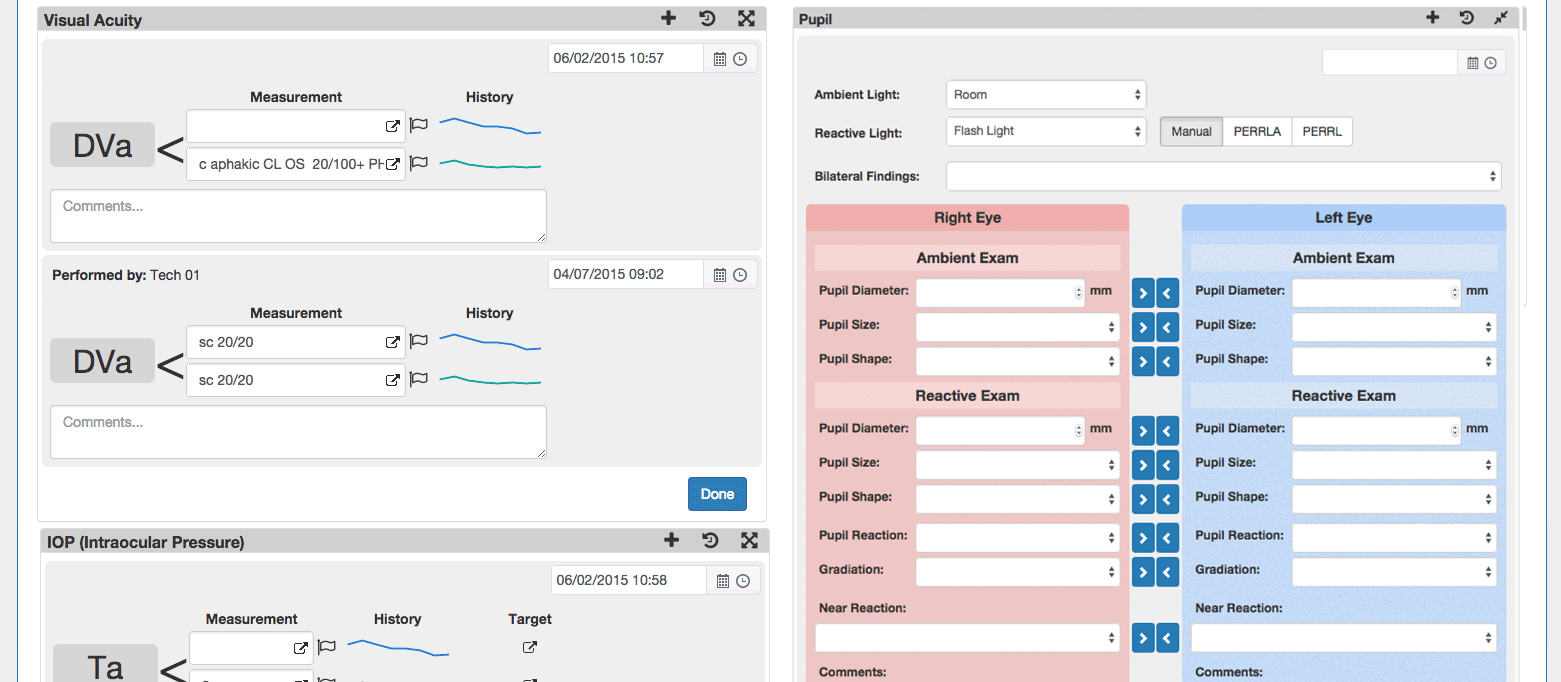 Visual Acuity
06/02/2015 10:57
Measurement History
DVa
c aphakic CL OS 20/100+ PH
Comments...
Performed by: Tech 01
04/07/2015 09:02
Measurement History
DVa
sc 20/20
sc 20/20
Comments...
Done
IOP (Intraocular Pressure)
06/02/2015 10:58
Measurement History Target
Ta
Pupil
Ambient Light: Room
Reactive Light: Flash Light Manual PERRLA PERRL
Bilateral Findings:
Right Eye
Ambient Exam
Pupil Diameter: mm
Pupil Size:
Pupil Shape:
Reactive Exam
Pupil Diameter: mm
Pupil Size:
Pupil Shape:
Pupil Reaction:
Gradiation:
Near Reaction:
Comments:
Left Eye
Ambient Exam
Pupil Diameter: mm
Pupil Size:
Pupil Shape:
Reactive Exam
Pupil Diameter: mm
Pupil Size:
Pupil Shape:
Pupil Reaction:
Gradiation:
Near Reaction:
Comments: